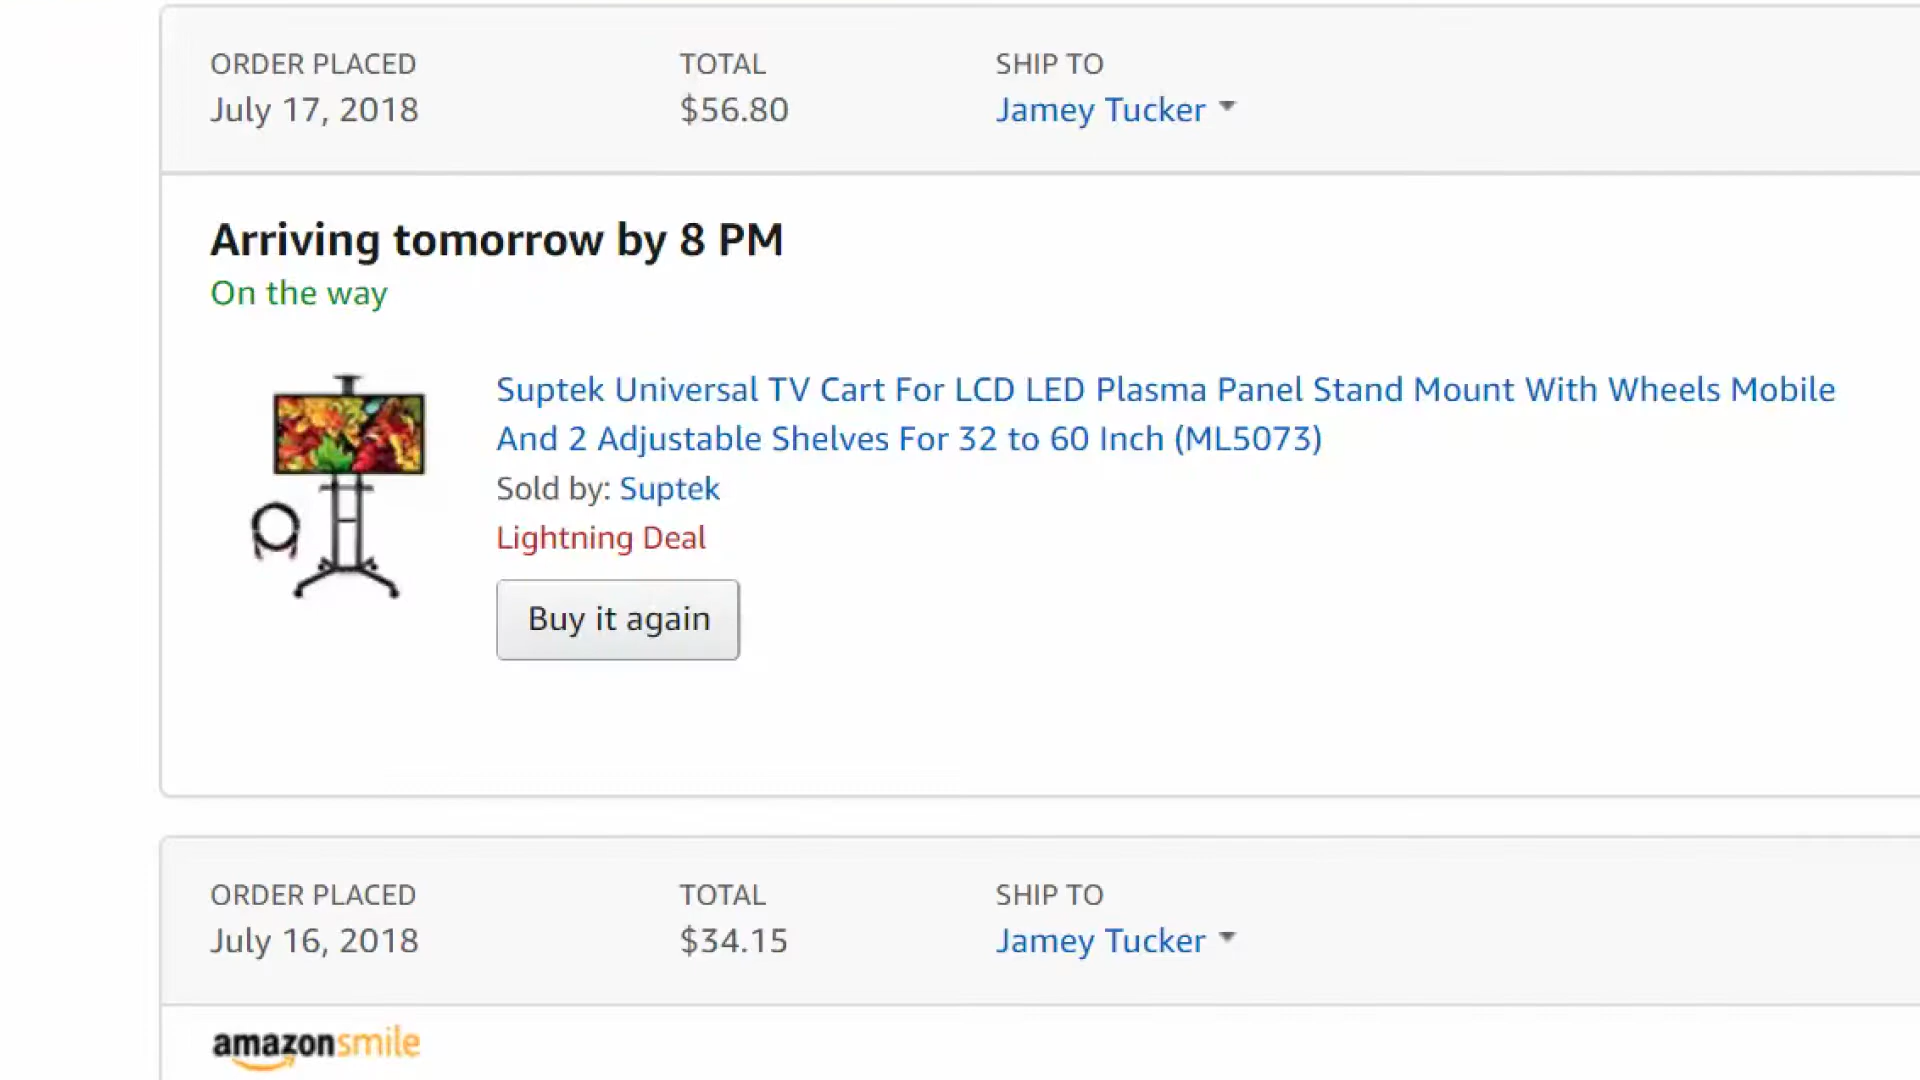 ORDER PLACED TOTAL SHIP TO
July 17, 2018 $56.80 Jamey Tucker
Arriving tomorrow by 8 PM
On the way
Suptek Universal TV Cart For LCD LED Plasma Panel Stand Mount With Wheels Mobile
And 2 Adjustable Shelves For 32 to 60 Inch (ML5073)
Sold by: Suptek
Lightning Deal
Buy it again
ORDER PLACED TOTAL SHIP TO
July 16, 2018 $34.15 Jamey Tucker
amazonsmile